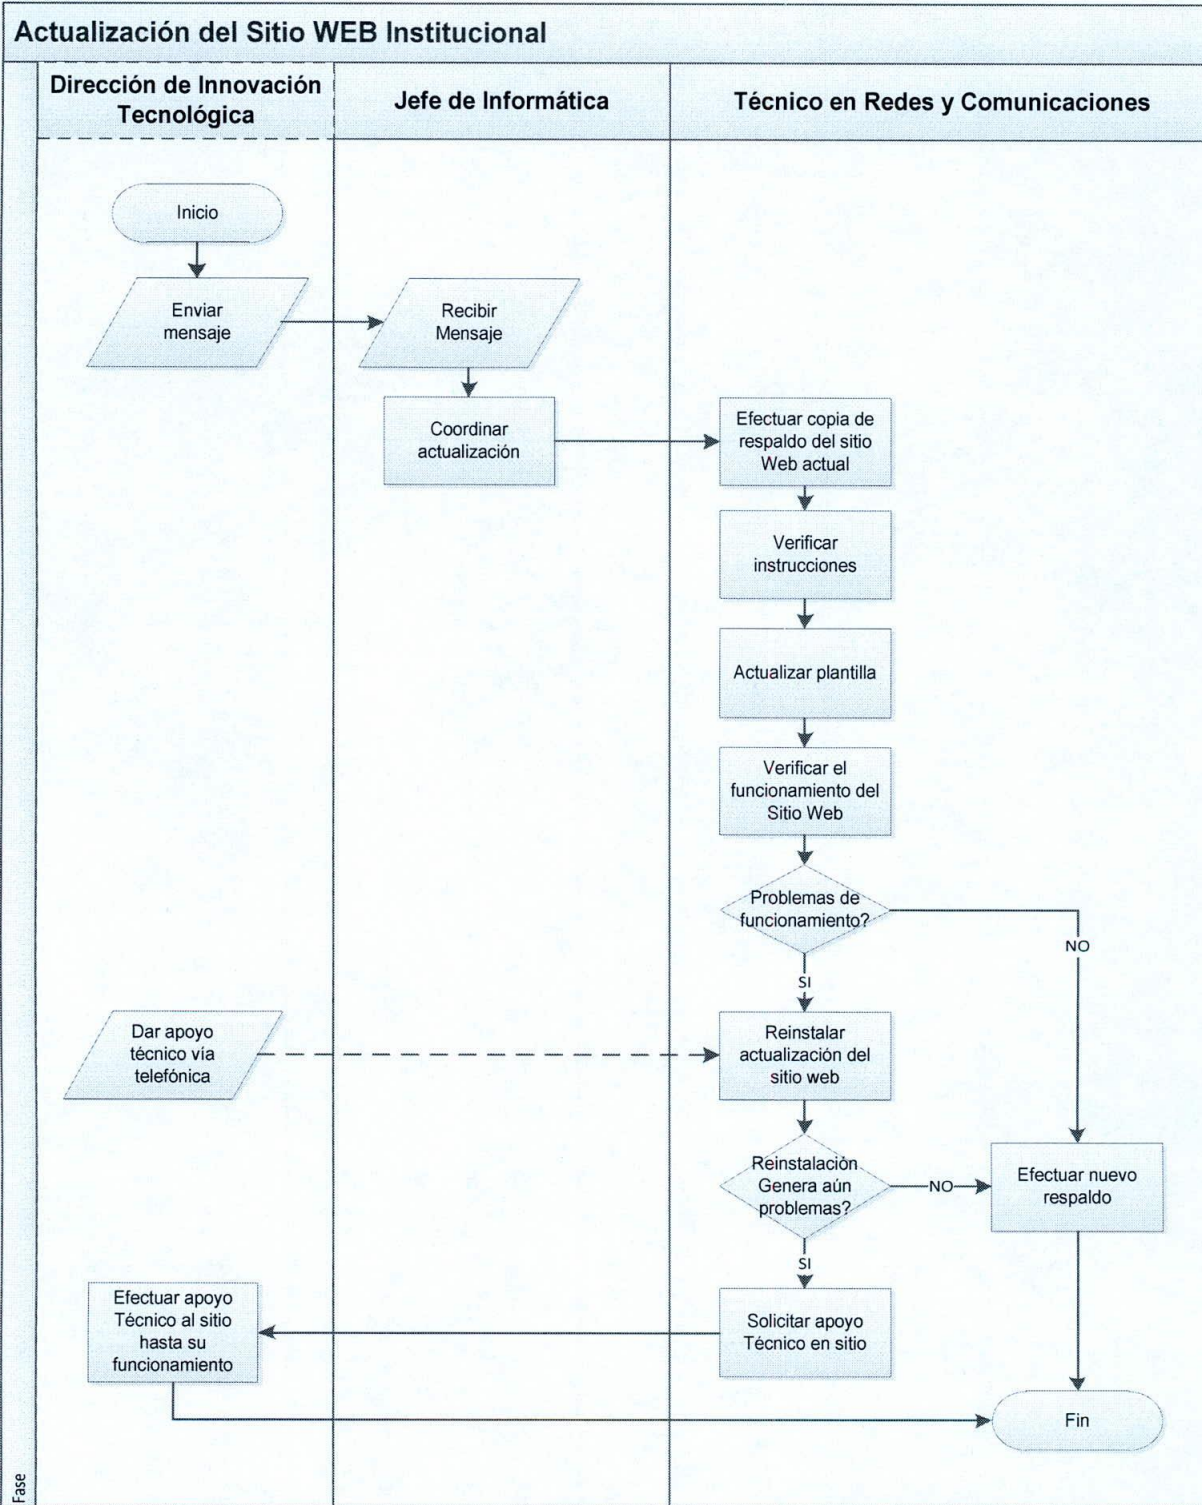 Actualización del Sitio WEB Institucional
Dirección de Innovación
Tecnológica
Jefe de Informática
Técnico en Redes y Comunicaciones
Inicio
Enviar
mensaje
Recibir
Mensaje
Coordinar
actualización
Efectuar copia de
respaldo del sitio
Web actual
Verificar
instrucciones
Actualizar plantilla
Verificar el
funcionamiento del
Sitio Web
Problemas de
funcionamiento?
NO
SI
Dar apoyo
técnico vía
telefónica
Reinstalar
actualización del
sitio web
Reinstalación
Genera aún
problemas?
NO
Efectuar nuevo
respaldo
SI
Efectuar apoyo
Técnico al sitio
hasta su
funcionamiento
Solicitar apoyo
Técnico en sitio
Fin
Fase